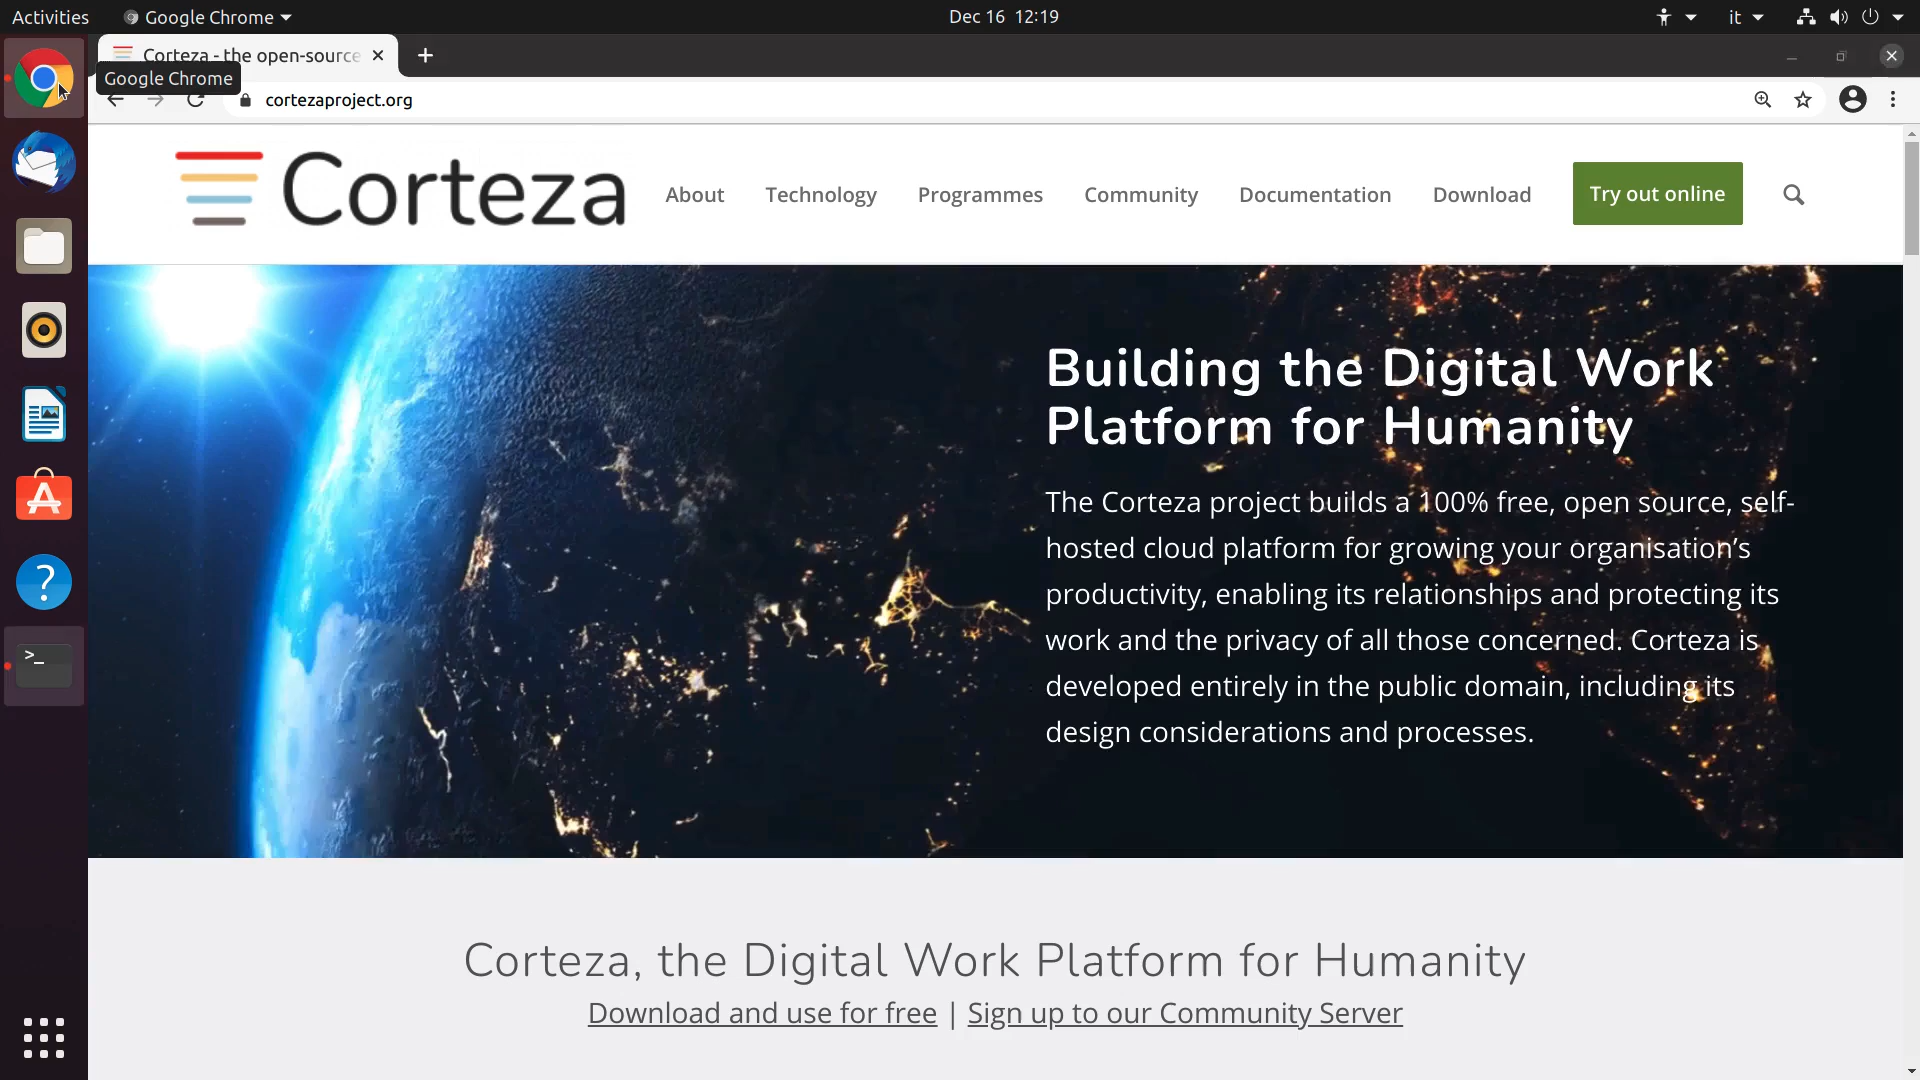 Activities
Google Chrome
Dec 16 12:19
it
Corteza - the open-source
Google Chrome
cortezaproject.org
Corteza
About
Technology
Programmes
Community
Documentation
Download
Try out online
Building the Digital Work
Platform for Humanity
The Corteza project builds a 100% free, open source, self-
hosted cloud platform for growing your organisation’s
productivity, enabling its relationships and protecting its
work and the privacy of all those concerned. Corteza is
developed entirely in the public domain, including its
design considerations and processes.
Corteza, the Digital Work Platform for Humanity
Download and use for free | Sign up to our Community Server